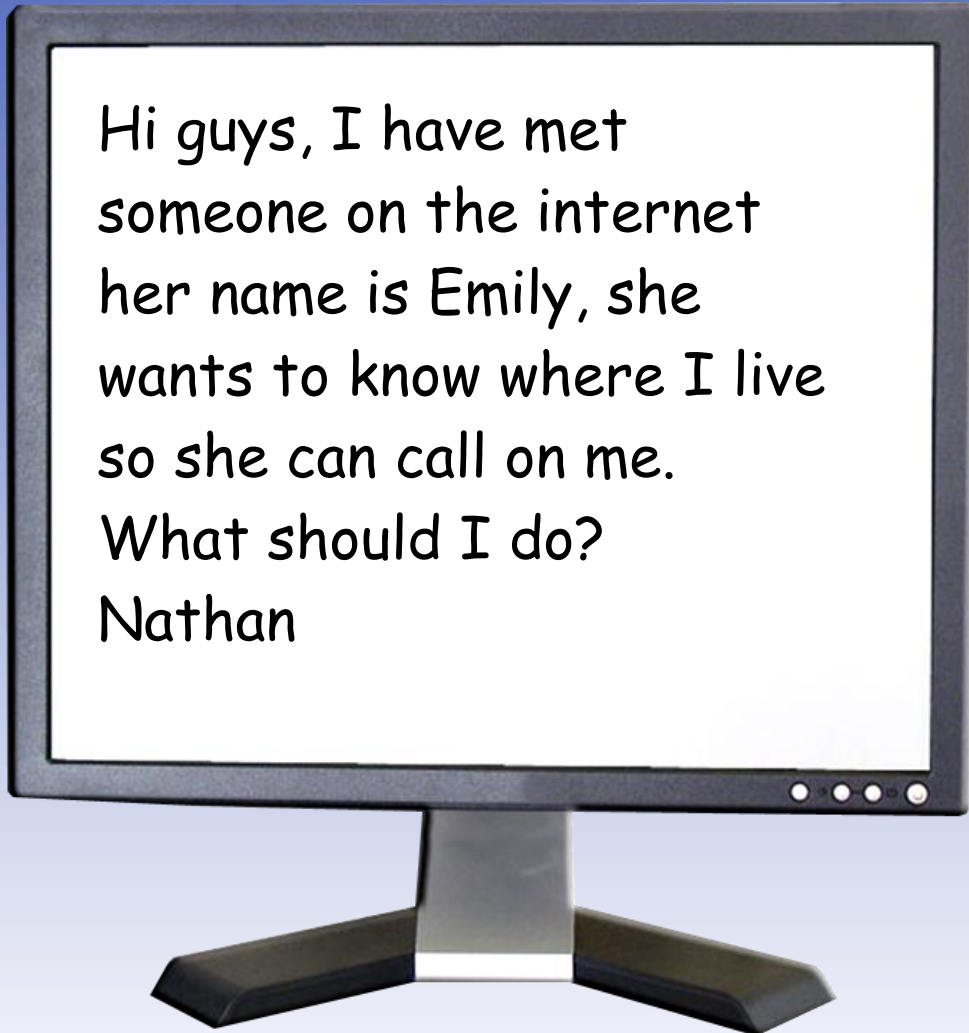 Hi guys, I have met
someone on the internet
her name is Emily, she
wants to know where I live
so she can call on me.
What should I do?
Nathan